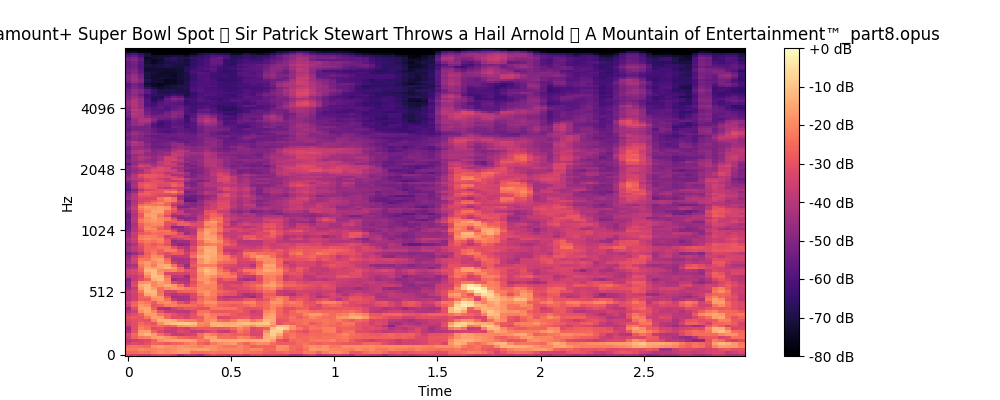 amount+ Super Bowl Spot ▯ Sir Patrick Stewart Throws a Hail Arnold ▯ A Mountain of Entertainment™_part8.opus
+0 dB
-10 dB
-20 dB
-30 dB
-40 dB
-50 dB
-60 dB
-70 dB
-80 dB
4096
2048
1024
512
0
Hz
0
0.5
1
1.5
2
2.5
Time